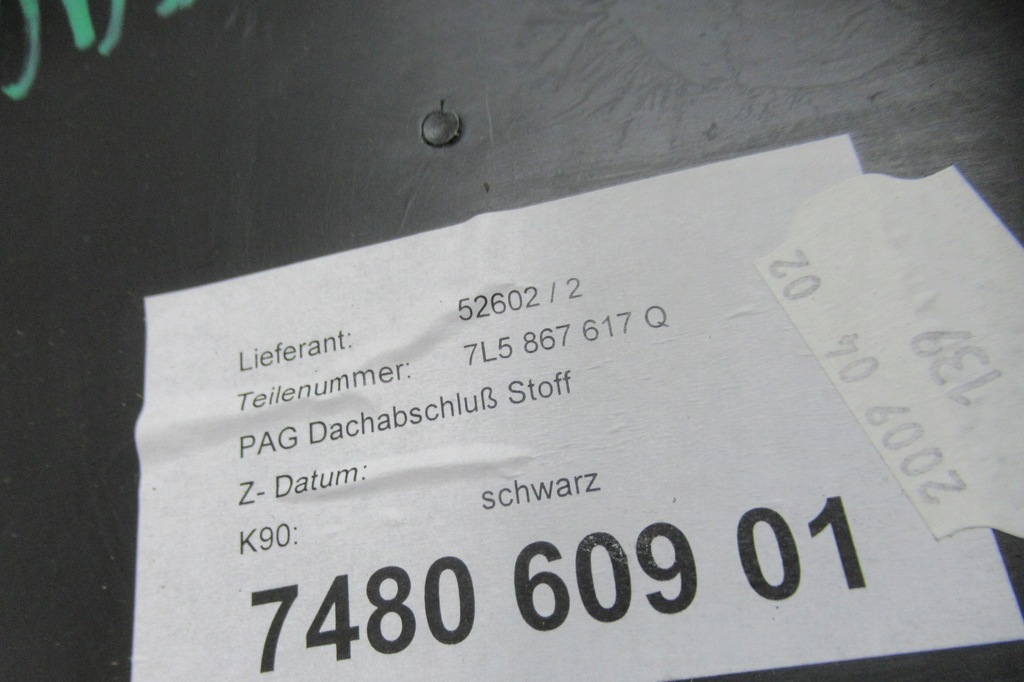 Lieferant: 52602 / 2
Teilenummer: 7L5 867 617 Q
PAG Dachabschluß Stoff
Z- Datum:
K90: schwarz
7480 609 01
2009 04 02
139